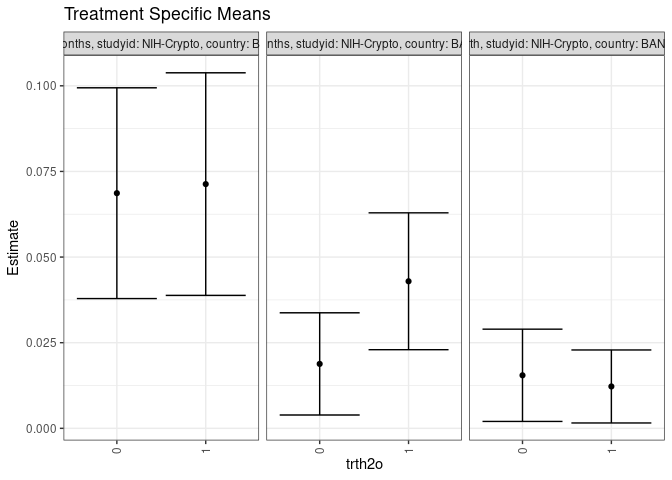 Treatment Specific Means
onths, studyid: NIH-Crypto, country: B
nths, studyid: NIH-Crypto, country: BA
th, studyid: NIH-Crypto, country: BAN
0.100
0.075
0.050
0.025
0.000
Estimate
0 1 0 1 0 1
trth2o